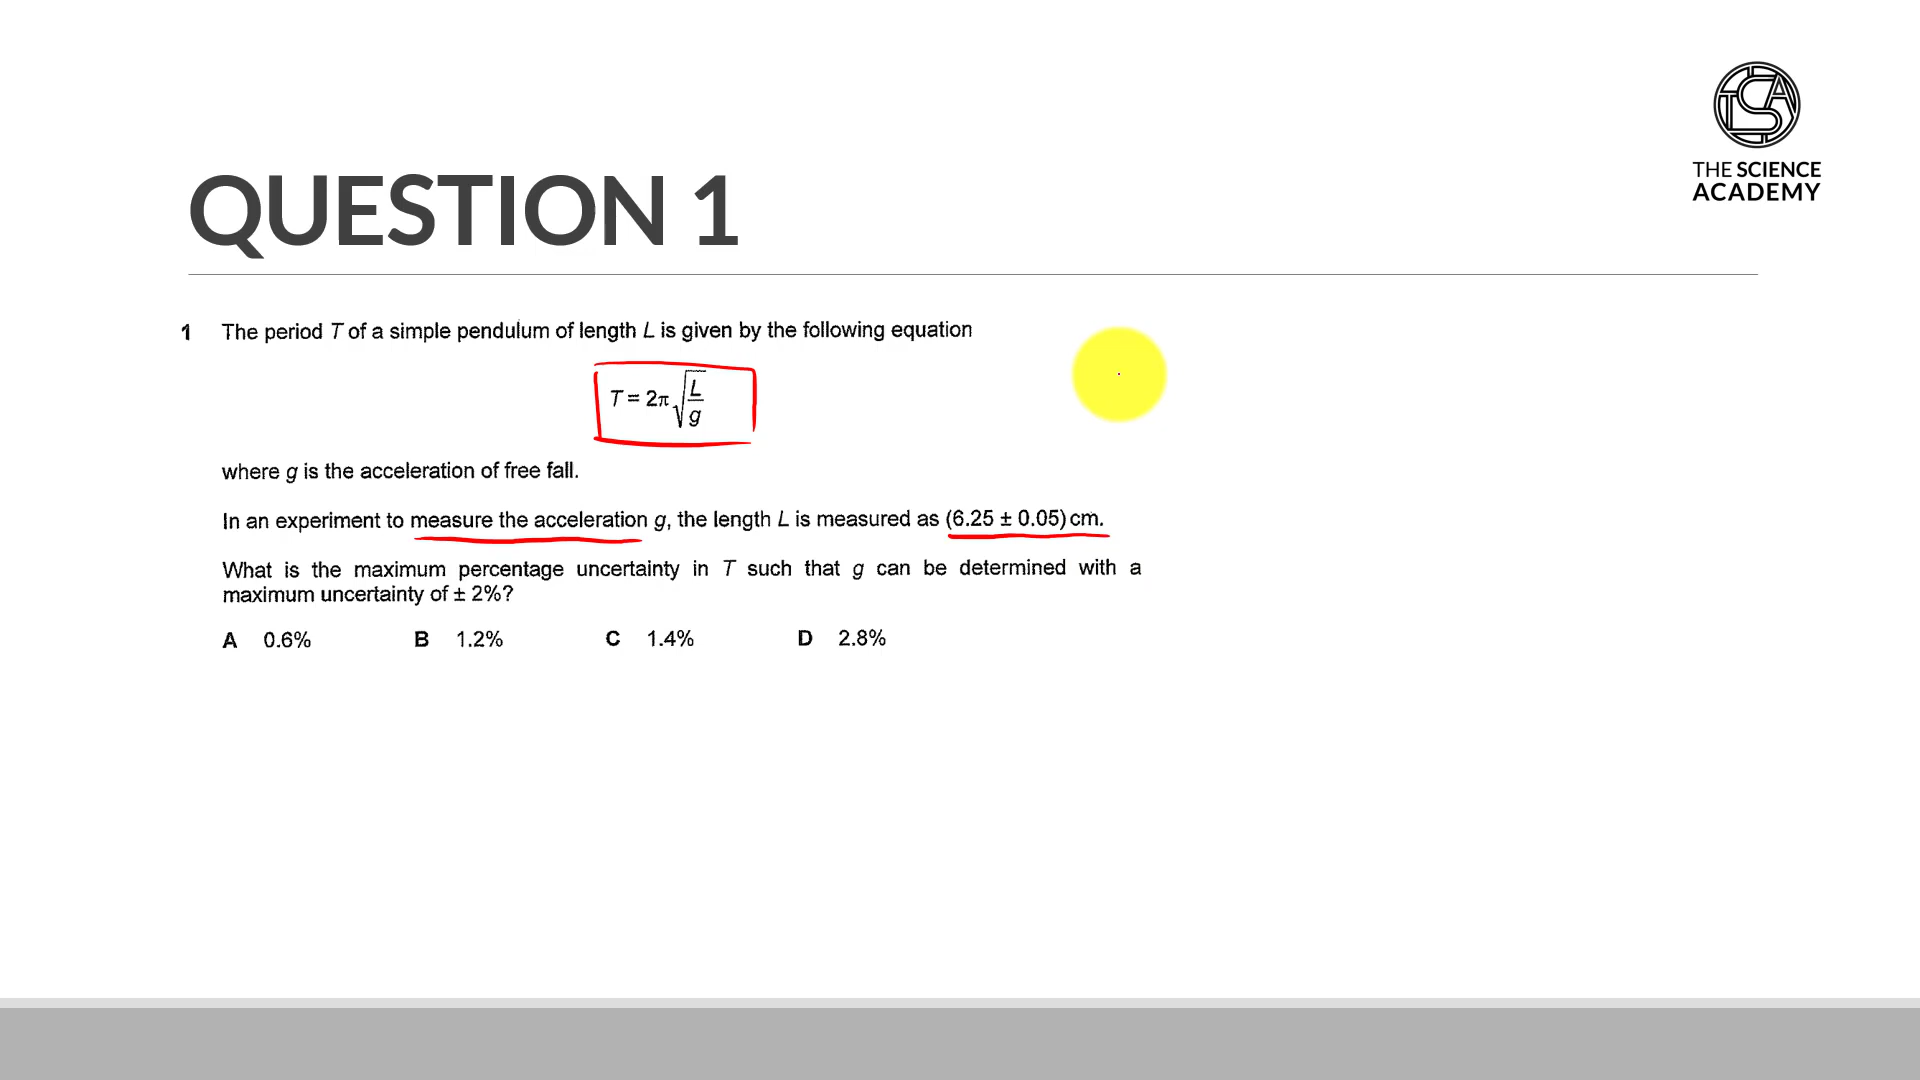 THE SCIENCE
ACADEMY
QUESTION 1
1 The period T of a simple pendulum of length L is given by the following equation
T = 2π√(L/g)
where g is the acceleration of free fall.
In an experiment to measure the acceleration g, the length L is measured as (6.25 ± 0.05) cm.
What is the maximum percentage uncertainty in T such that g can be determined with a
maximum uncertainty of ± 2%?
A 0.6% B 1.2% C 1.4% D 2.8%